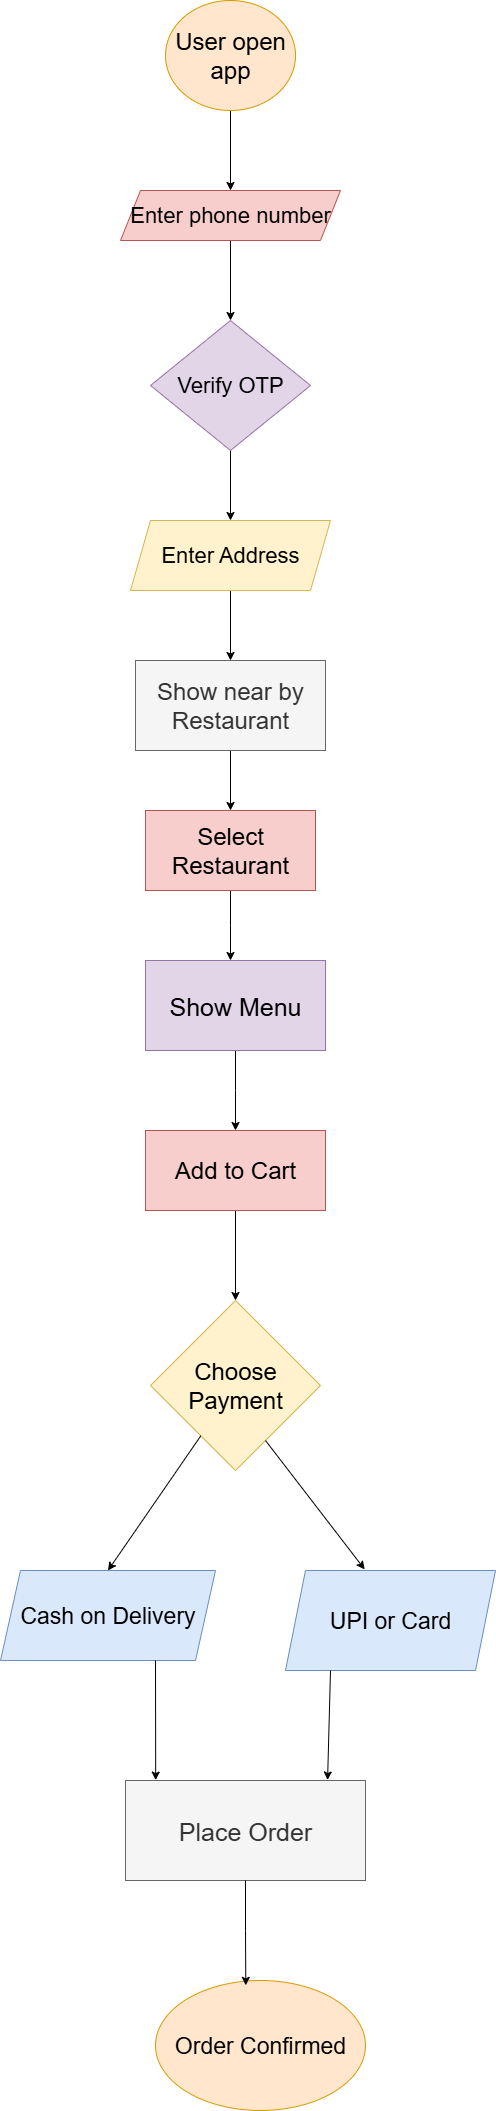 User open
app
Enter phone number
Verify OTP
Enter Address
Show near by
Restaurant
Select
Restaurant
Show Menu
Add to Cart
Choose
Payment
Cash on Delivery
UPI or Card
Place Order
Order Confirmed